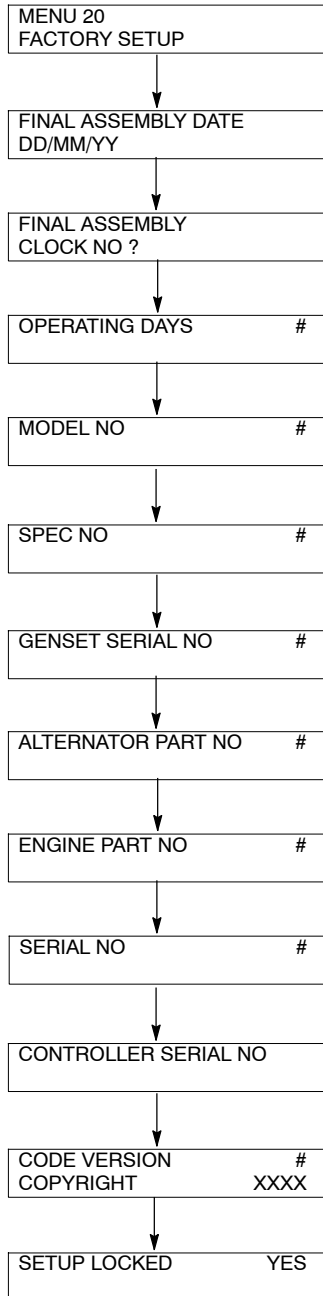 MENU 20
FACTORY SETUP
FINAL ASSEMBLY DATE
DD/MM/YY
FINAL ASSEMBLY
CLOCK NO ?
OPERATING DAYS #
MODEL NO #
SPEC NO #
GENSET SERIAL NO #
ALTERNATOR PART NO #
ENGINE PART NO #
SERIAL NO #
CONTROLLER SERIAL NO
CODE VERSION #
COPYRIGHT XXXX
SETUP LOCKED YES